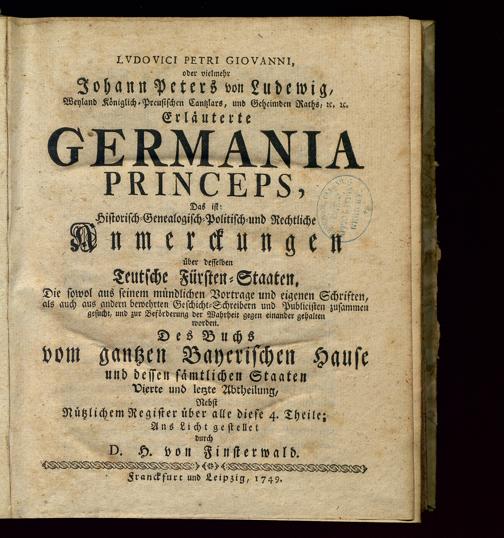 LVDOVICI PETRI GIOVANNI,
oder vielmehr
Johann Peters von Ludewig,
Weyland Königlich-Preußischen Cantzlars, und Geheimden Raths, ꝛc. ꝛc.
Erläuterte
GERMANIA
PRINCEPS,
Das ist:
Historisch-Genealogisch-Politisch-und Rechtliche
Anmerckungen
über desselben
Teutsche Fürsten-Staaten,
Die sowol aus seinem mündlichen Vortrage und eigenen Schriften,
als auch aus andern bewehrten Geschicht-Schreibern und Publicisten zusammen
gesucht, und zur Beförderung der Wahrheit gegen einander gehalten
worden.
Des Buchs
vom gantzen Bayerischen Hause
und dessen sämtlichen Staaten
Vierte und letzte Abtheilung,
Nebst
Nützlichem Register über alle diese 4. Theile;
Ans Licht gestellet
durch
D. H. von Finsterwald.
Franckfurt und Leipzig, 1749.